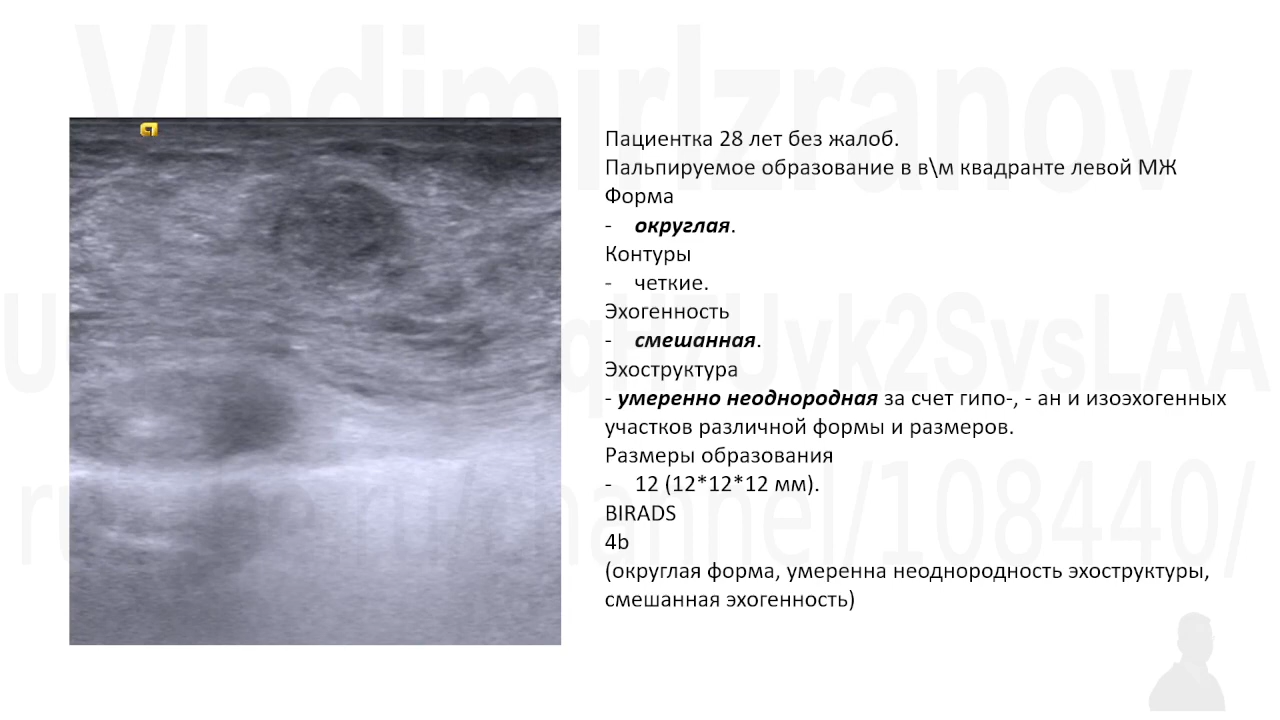 VladimirIzranov
Пациентка 28 лет без жалоб.
Пальпируемое образование в в\м квадранте левой МЖ
Форма
- округлая.
Контуры
- четкие.
Эхогенность
- смешанная.
Эхоструктура
- умеренно неоднородная за счет гипо-, - ан и изоэхогенных
участков различной формы и размеров.
Размеры образования
- 12 (12*12*12 мм).
BIRADS
4b
(округлая форма, умеренна неоднородность эхоструктуры,
смешанная эхогенность)